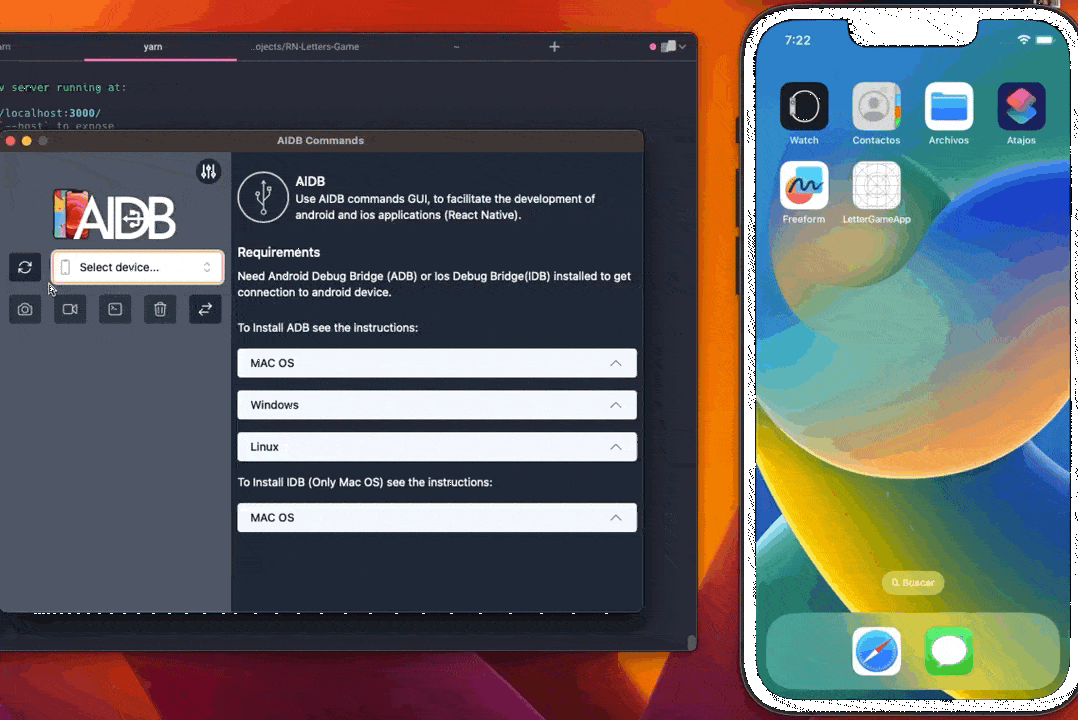 arn
yarn
...ojects/RN-Letters-Game
~
v server running at:
/localhost:3000/
`--host` to expose
AIDB Commands
AIDB
Select device...
AIDB
Use AIDB commands GUI, to facilitate the development of
android and ios applications (React Native).
Requirements
Need Android Debug Bridge (ADB) or Ios Debug Bridge(IDB) installed to get
connection to android device.
To Install ADB see the instructions:
MAC OS
Windows
Linux
To Install IDB (Only Mac OS) see the instructions:
MAC OS
7:22
Watch
Contactos
Archivos
Atajos
Freeform
LetterGameApp
Buscar